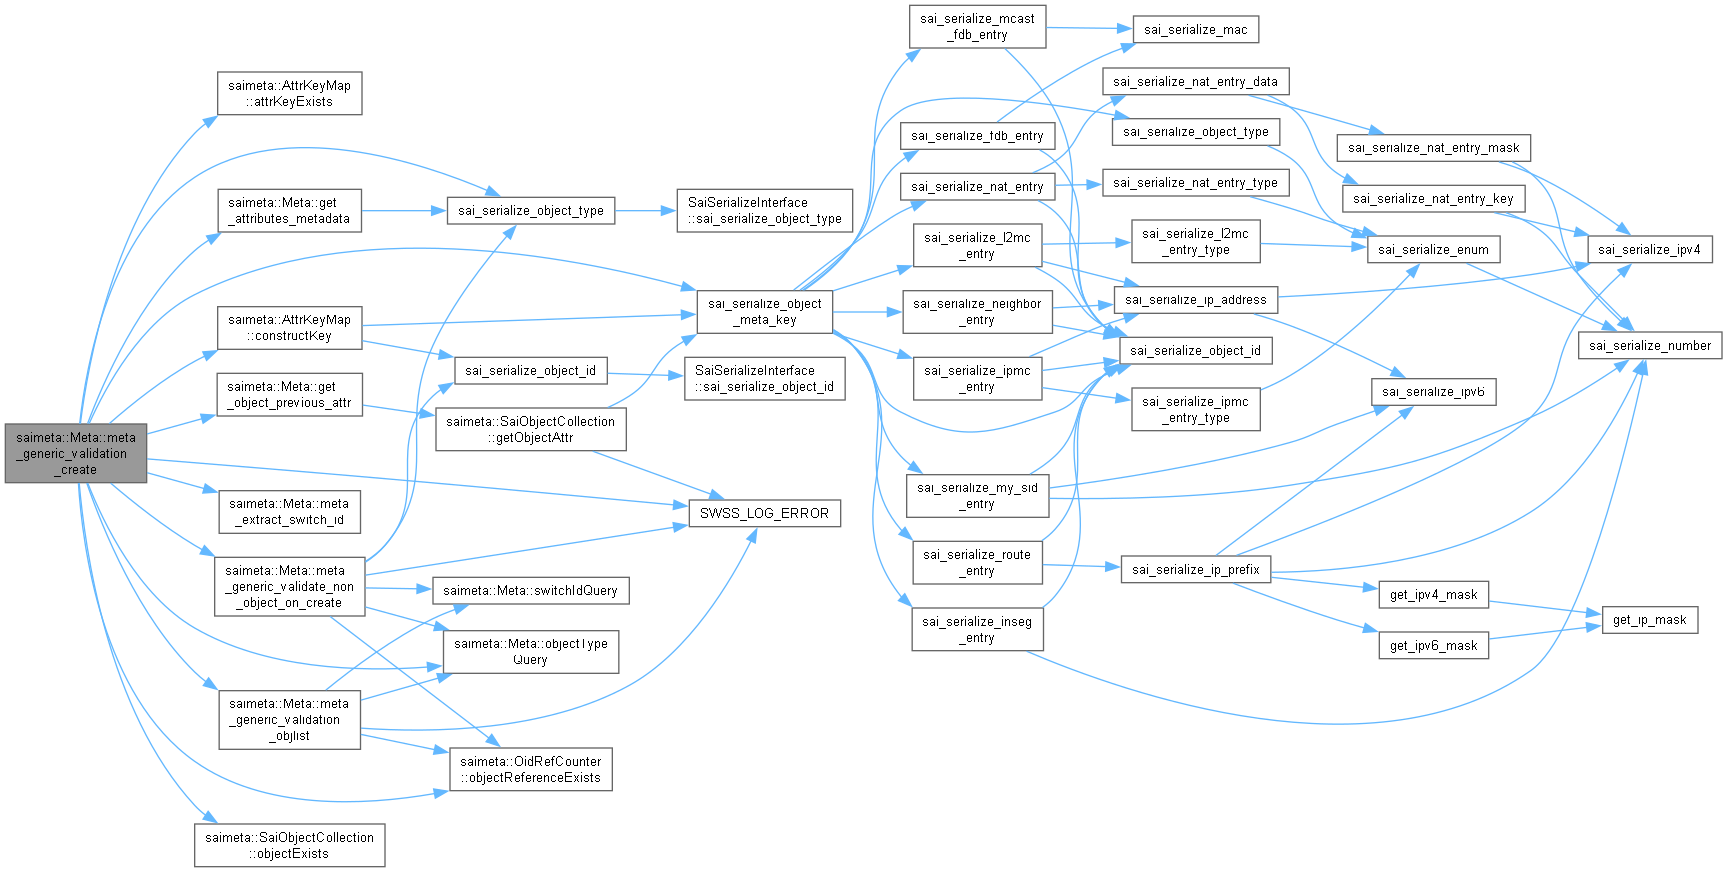 saimeta::Meta::meta
_generic_validation
_create
saimeta::AttrKeyMap
::attrKeyExists
saimeta::Meta::get
_attributes_metadata
saimeta::AttrKeyMap
::constructKey
saimeta::Meta::get
_object_previous_attr
saimeta::Meta::meta
_extract_switch_id
saimeta::Meta::meta
_generic_validate_non
_object_on_create
saimeta::Meta::meta
_generic_validation
_objlist
saimeta::SaiObjectCollection
::objectExists
sai_serialize_object_type
sai_serialize_object_id
saimeta::SaiObjectCollection
::getObjectAttr
saimeta::Meta::switchIdQuery
saimeta::Meta::objectType
Query
saimeta::OidRefCounter
::objectReferenceExists
SaiSerializeInterface
::sai_serialize_object_type
sai_serialize_object
_meta_key
SaiSerializeInterface
::sai_serialize_object_id
SWSS_LOG_ERROR
sai_serialize_mcast
_fdb_entry
sai_serialize_fdb_entry
sai_serialize_nat_entry
sai_serialize_l2mc
_entry
sai_serialize_neighbor
_entry
sai_serialize_ipmc
_entry
sai_serialize_my_sid
_entry
sai_serialize_route
_entry
sai_serialize_inseg
_entry
sai_serialize_mac
sai_serialize_nat_entry_data
sai_serialize_object_type
sai_serialize_nat_entry_type
sai_serialize_l2mc
_entry_type
sai_serialize_ip_address
sai_serialize_object_id
sai_serialize_ipmc
_entry_type
sai_serialize_ip_prefix
sai_serialize_nat_entry_mask
sai_serialize_nat_entry_key
sai_serialize_enum
sai_serialize_ipv6
get_ipv4_mask
get_ipv6_mask
sai_serialize_ipv4
sai_serialize_number
get_ip_mask